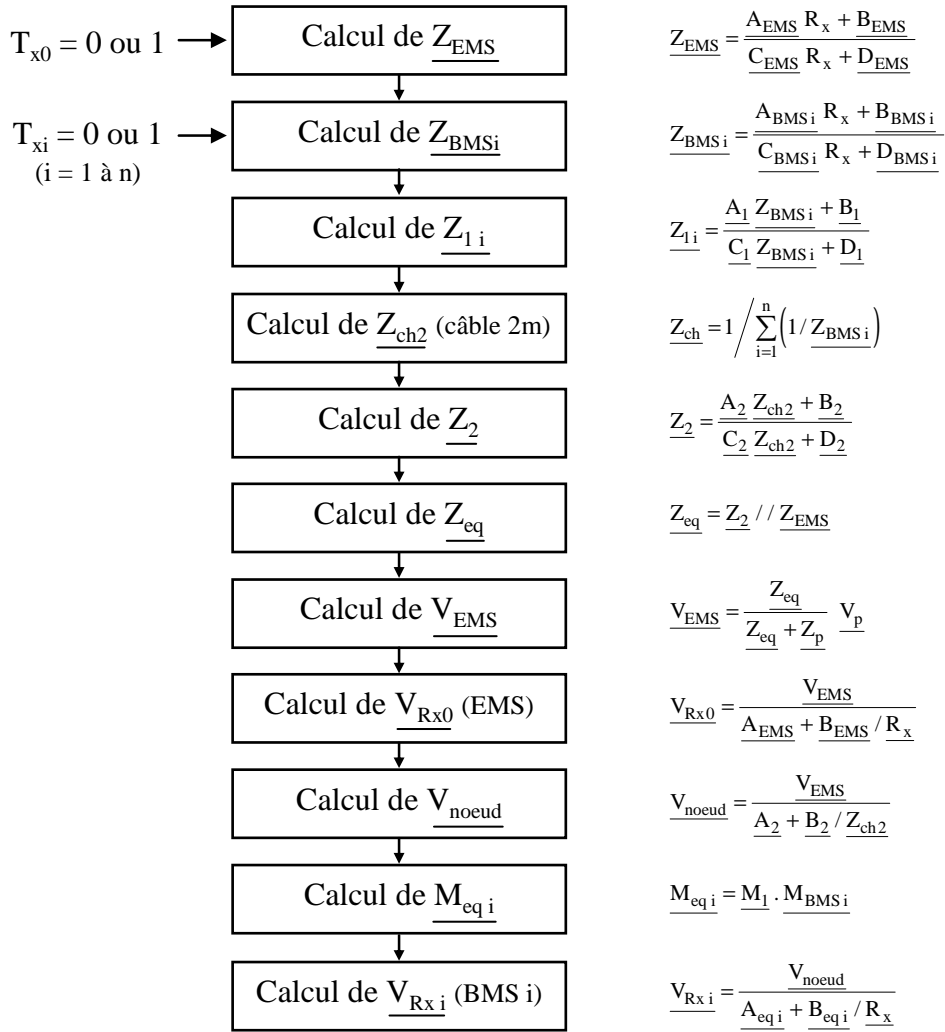 T_x0 = 0 ou 1
Calcul de Z_EMS
Z_EMS = (A_EMS R_x + B_EMS) / (C_EMS R_x + D_EMS)
T_xi = 0 ou 1
(i = 1 à n)
Calcul de Z_BMSi
Z_BMS i = (A_BMS i R_x + B_BMS i) / (C_BMS i R_x + D_BMS i)
Calcul de Z_1 i
Z_1 i = (A_1 Z_BMS i + B_1) / (C_1 Z_BMS i + D_1)
Calcul de Z_ch2 (câble 2m)
Z_ch = 1 / ∑_{i=1}^{n} (1 / Z_BMS i)
Calcul de Z_2
Z_2 = (A_2 Z_ch2 + B_2) / (C_2 Z_ch2 + D_2)
Calcul de Z_eq
Z_eq = Z_2 // Z_EMS
Calcul de V_EMS
V_EMS = Z_eq / (Z_eq + Z_p) V_p
Calcul de V_Rx0 (EMS)
V_Rx0 = V_EMS / (A_EMS + B_EMS / R_x)
Calcul de V_noeud
V_noeud = V_EMS / (A_2 + B_2 / Z_ch2)
Calcul de M_eq i
M_eq i = M_1 . M_BMS i
Calcul de V_Rx i (BMS i)
V_Rx i = V_noeud / (A_eq i + B_eq i / R_x)